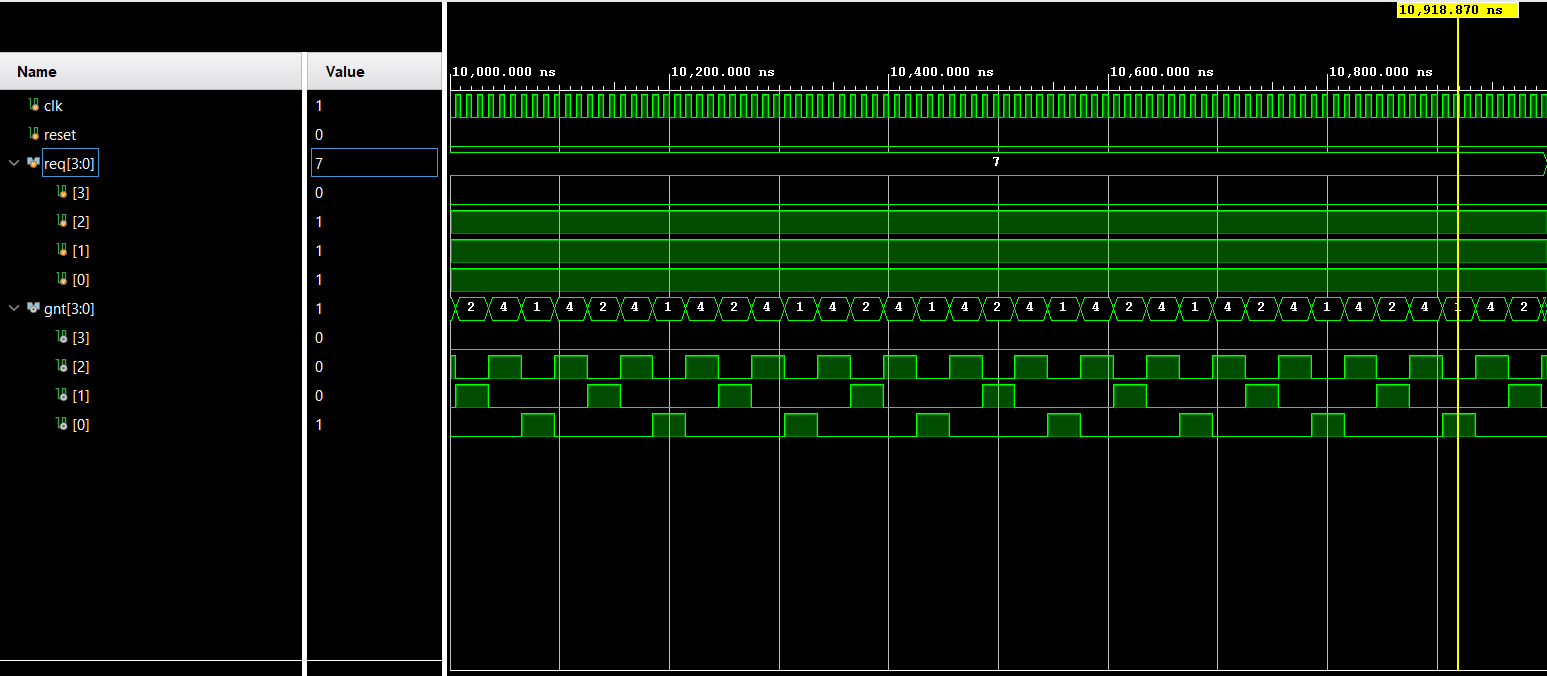 10,918.870 ns
Name Value
10,000.000 ns 10,200.000 ns 10,400.000 ns 10,600.000 ns 10,800.000 ns
clk 1
reset 0
req[3:0] 7 7
[3] 0
[2] 1
[1] 1
[0] 1
gnt[3:0] 1 2 4 1 4 2 4 1 4 2 4 1 4 2 4 1 4 2 4 1 4 2 4 1 4 2 4 1 4 2 4 1 4 2
[3] 0
[2] 0
[1] 0
[0] 1